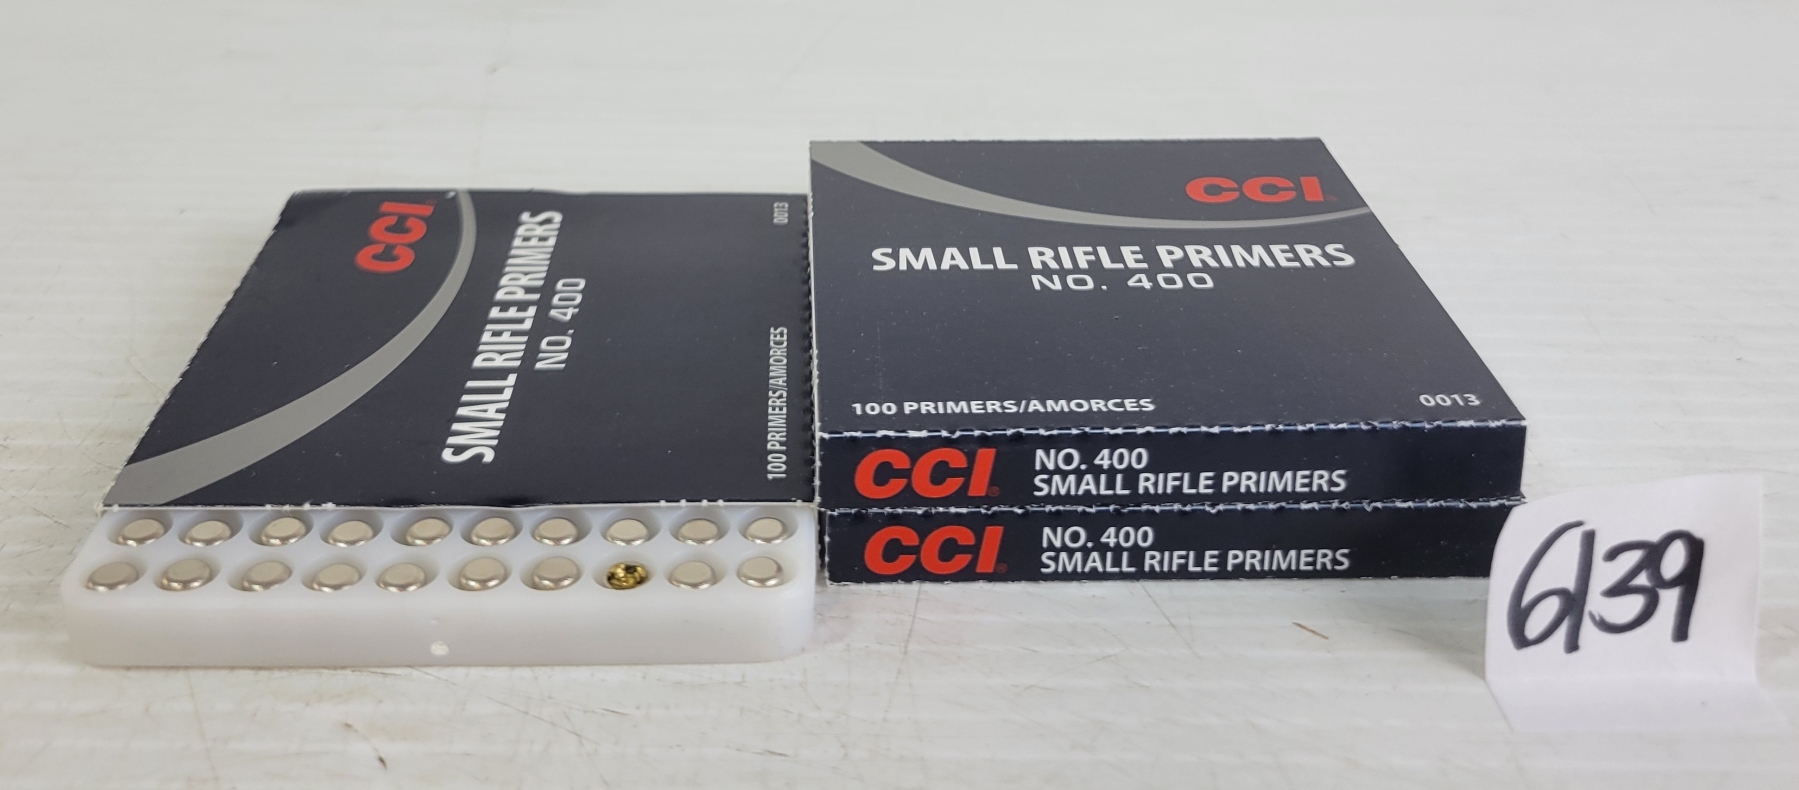 CCI
SMALL RIFLE PRIMERS
NO. 400
100 PRIMERS/AMORCES
0013
CCI
SMALL RIFLE PRIMERS
NO. 400
100 PRIMERS/AMORCES
0013
CCI
NO. 400
SMALL RIFLE PRIMERS
CCI
NO. 400
SMALL RIFLE PRIMERS
6139